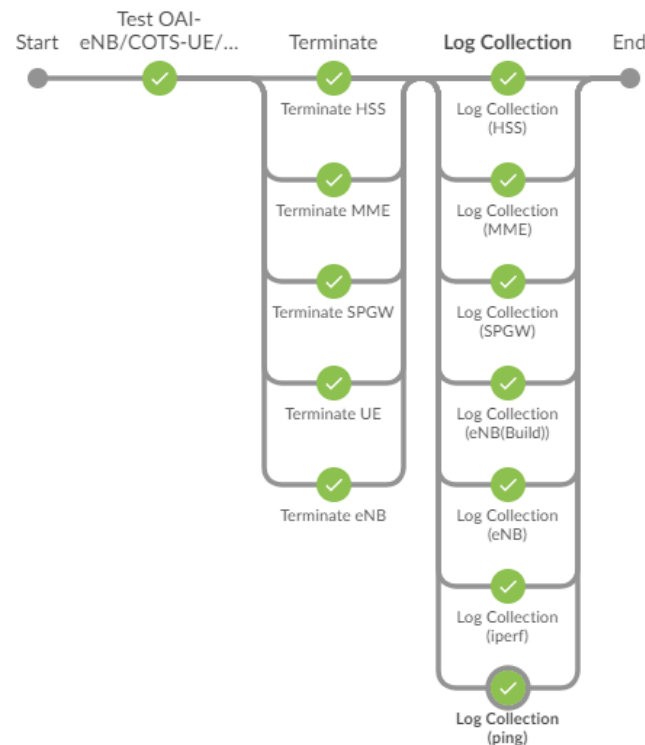 Test OAI-
Start eNB/COTS-UE/... Terminate Log Collection End
Terminate HSS
Log Collection
(HSS)
Terminate MME
Log Collection
(MME)
Terminate SPGW
Log Collection
(SPGW)
Terminate UE
Log Collection
(eNB(Build))
Terminate eNB
Log Collection
(eNB)
Log Collection
(iperf)
Log Collection
(ping)